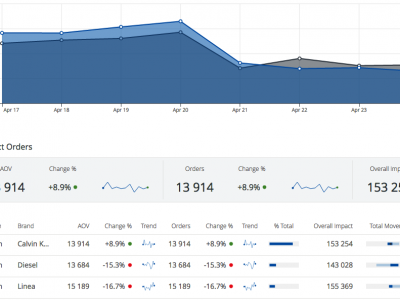 Apr 17 Apr 18 Apr 19 Apr 20 Apr 21 Apr 22 Apr 23
ct Orders
AOV Change % Orders Change % Overall Impact
914 +8.9% 13 914 +8.9% 153 25
Brand AOV Change % Trend Orders Change % Trend % Total Overall Impact Total Move
Calvin K... 13 914 +8.9% 13 914 +8.9% 153 254
Diesel 13 684 -15.3% 13 684 -15.3% 143 028
Linea 15 189 -16.7% 15 189 -16.7% 155 369